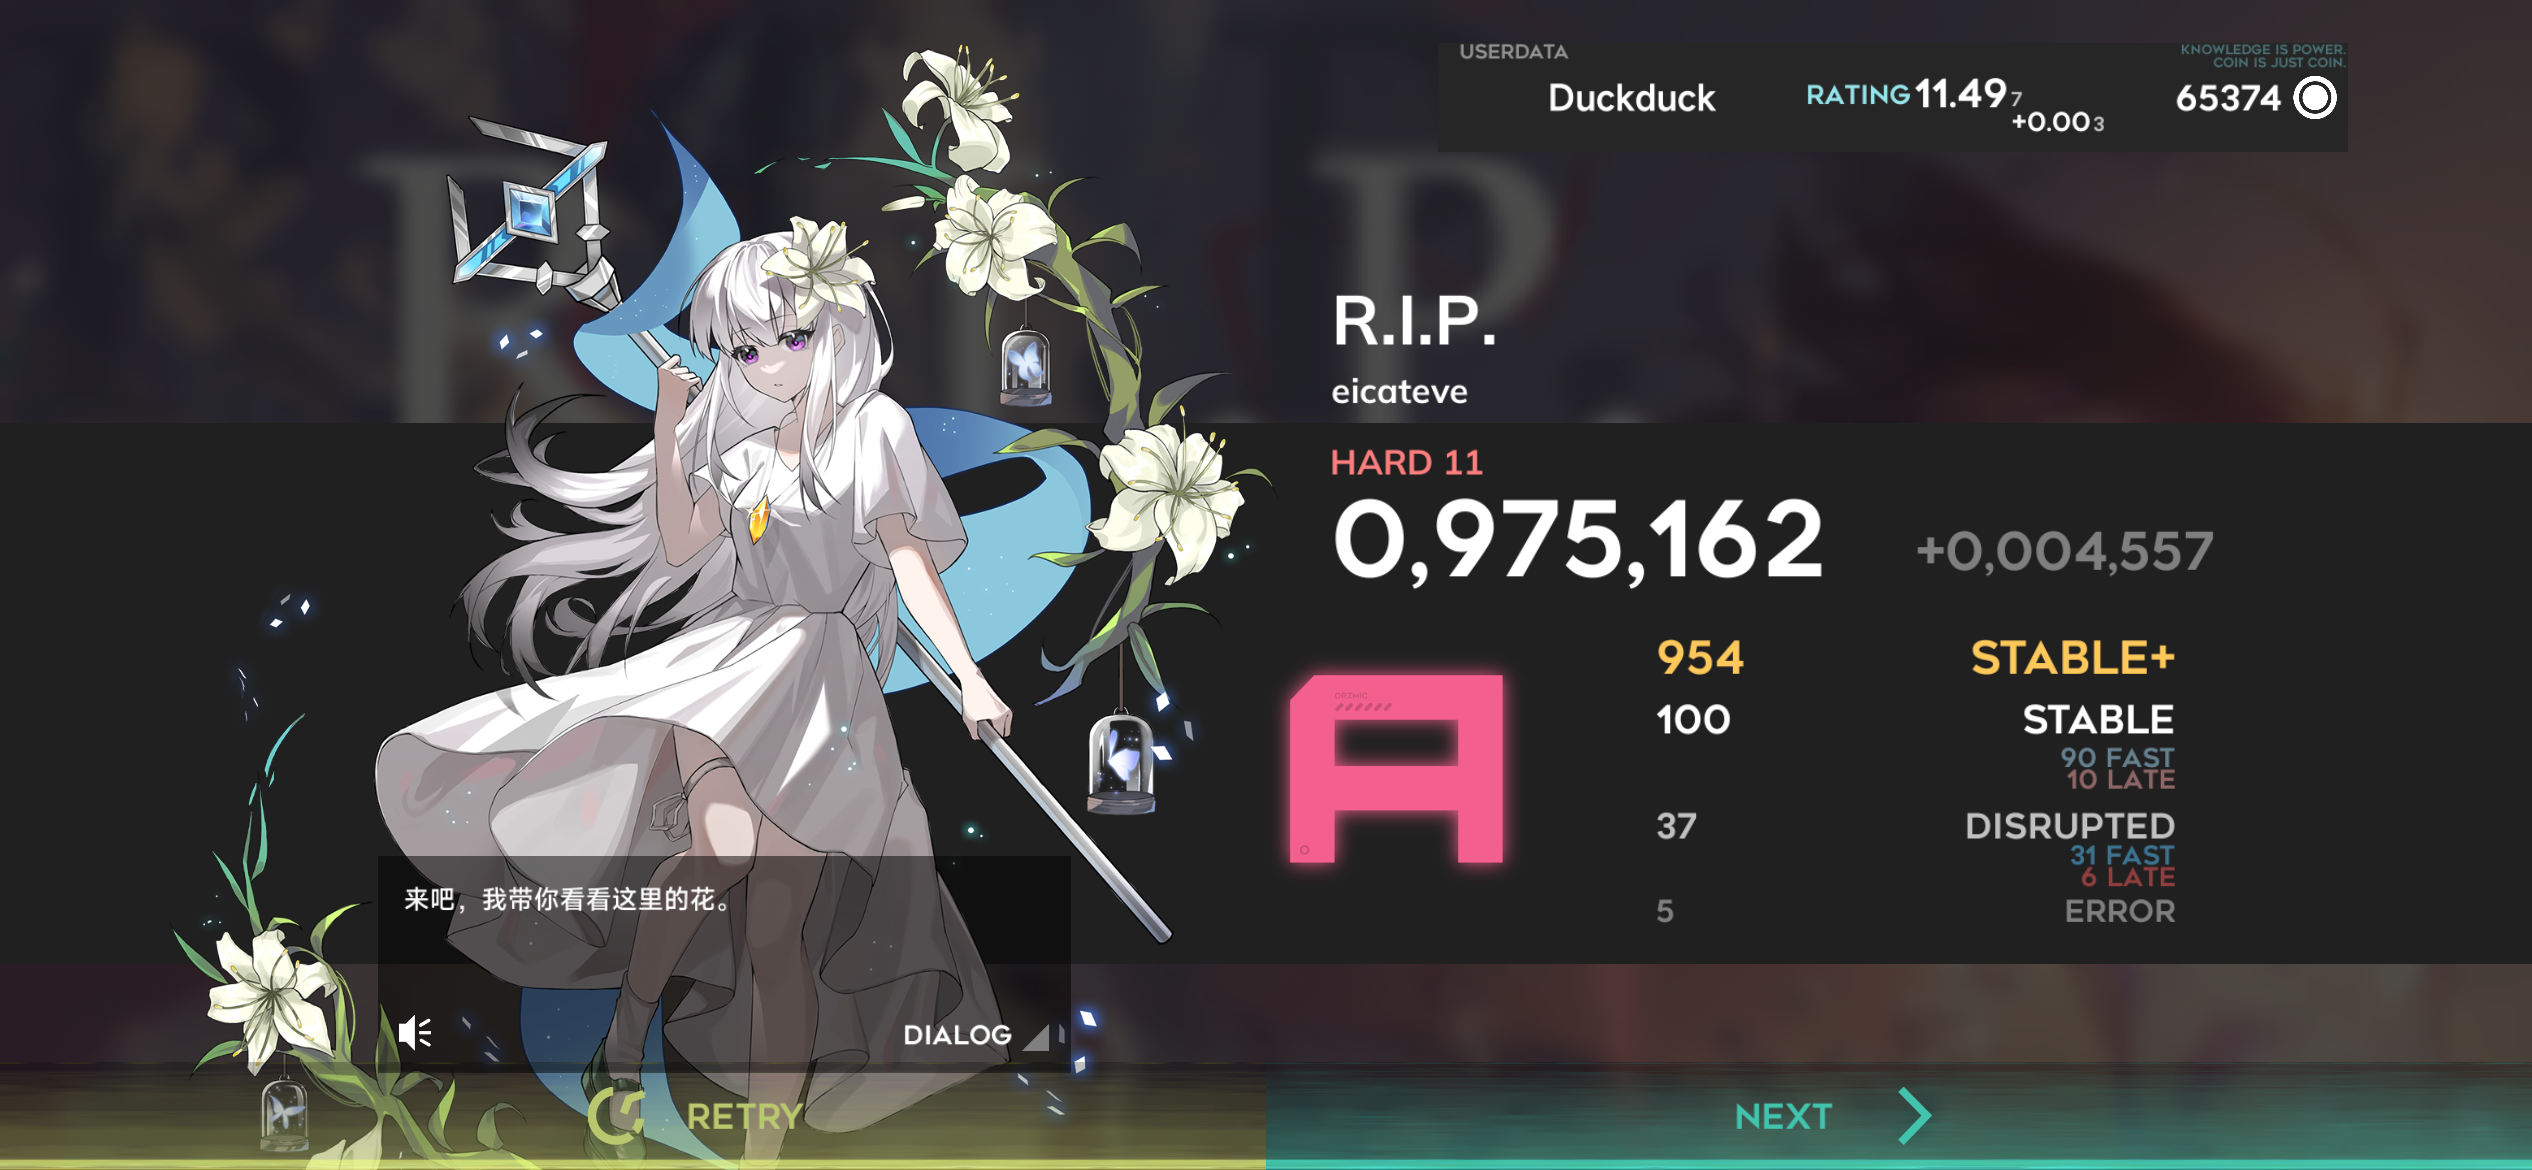 USERDATA
KNOWLEDGE IS POWER.
COIN IS JUST COIN.
Duckduck
RATING 11.497
+0.003
65374
R.I.P.
R.I.P.
eicateve
HARD 11
0,975,162
+0,004,557
ORZMIC
954 STABLE+
100 STABLE
90 FAST
10 LATE
37 DISRUPTED
31 FAST
6 LATE
5 ERROR
来吧，我带你看看这里的花。
DIALOG
RETRY
NEXT